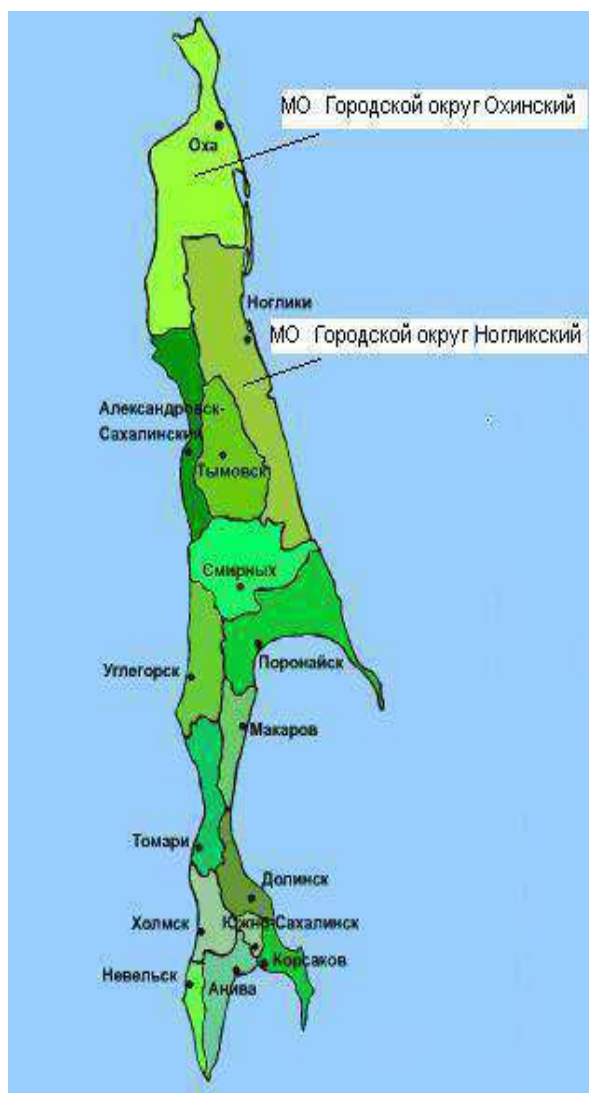 МО Городской округ Охинский
Оха
Ноглики
МО Городской округ Ногликский
Александровск-
Сахалинский
Тымовск
Смирных
Поронайск
Углегорск
Макаров
Томари
Долинск
Холмск
Южно-Сахалинск
Корсаков
Невельск
Анива